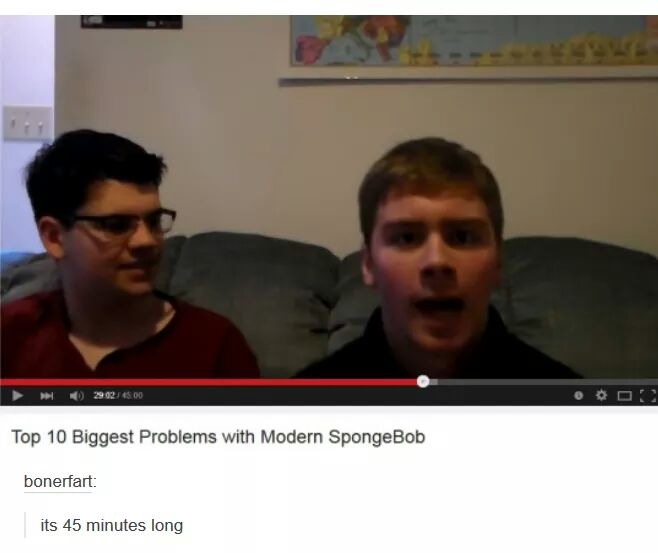 29:02 / 45:00
Top 10 Biggest Problems with Modern SpongeBob
bonerfart:
its 45 minutes long